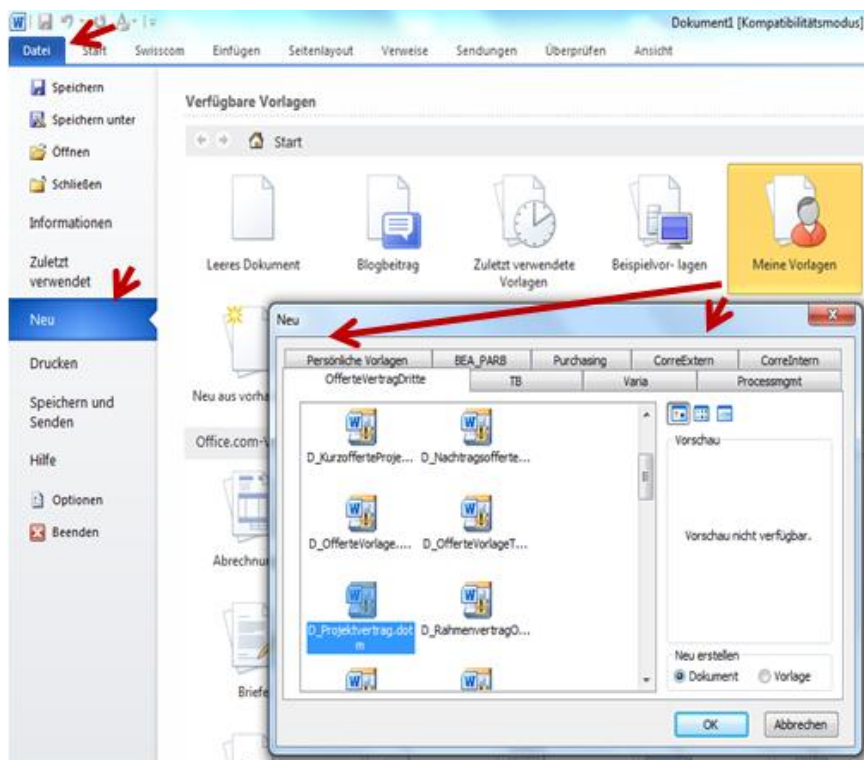 Dokument1 [Kompatibilitätsmodus]
Datei Start Swisscom Einfügen Seitenlayout Verweise Sendungen Überprüfen Ansicht
Speichern
Speichern unter
Öffnen
Schließen
Informationen
Zuletzt
verwendet
Neu
Drucken
Speichern und
Senden
Hilfe
Optionen
Beenden
Verfügbare Vorlagen
Start
Leeres Dokument
Blogbeitrag
Zuletzt verwendete
Vorlagen
Beispielvor- lagen
Meine Vorlagen
Neu aus vorha
Office.com-V
Abrechnu
Briefe
Neu
Persönliche Vorlagen BEA_PARB Purchasing CorreExtern CorreIntern
OfferteVertragDritte TB Varia Processmgmt
D_KurzofferteProje... D_Nachtragsofferte...
D_OfferteVorlage.... D_OfferteVorlageT...
D_Projektvertrag.dot
m
D_RahmenvertragO...
Vorschau
Vorschau nicht verfügbar.
Neu erstellen
Dokument Vorlage
OK Abbrechen